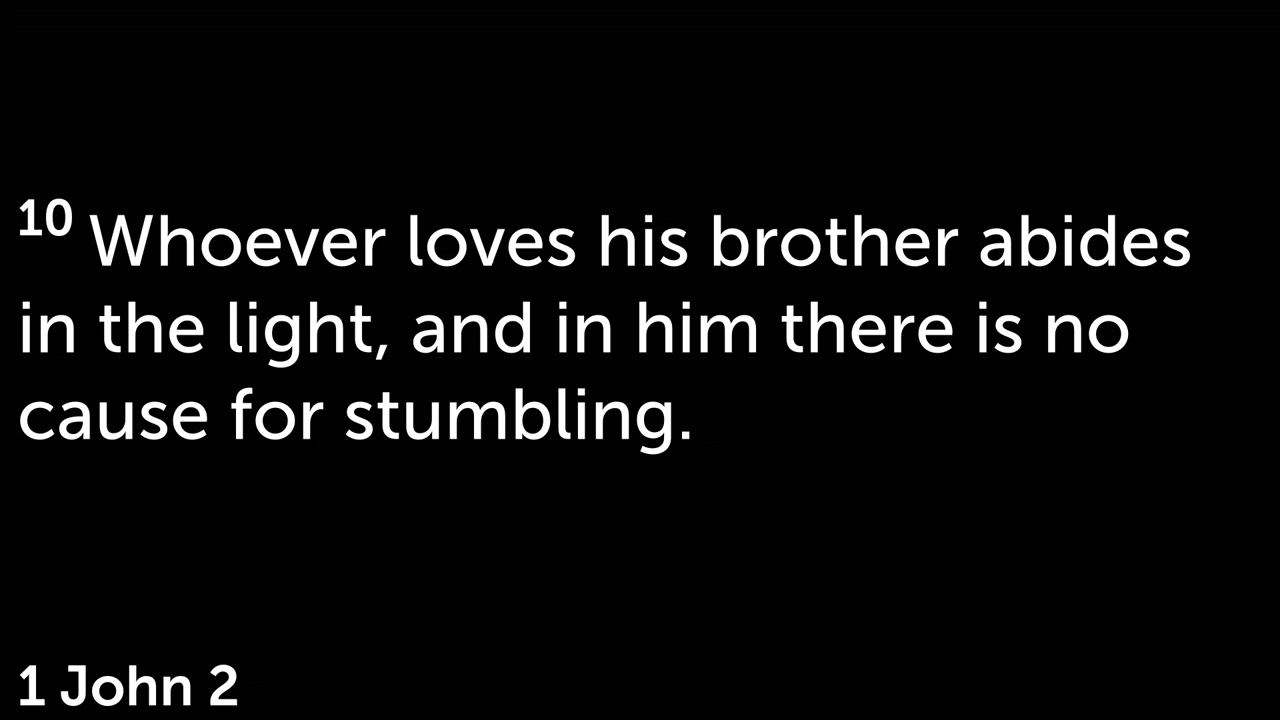 10 Whoever loves his brother abides
in the light, and in him there is no
cause for stumbling.
1 John 2